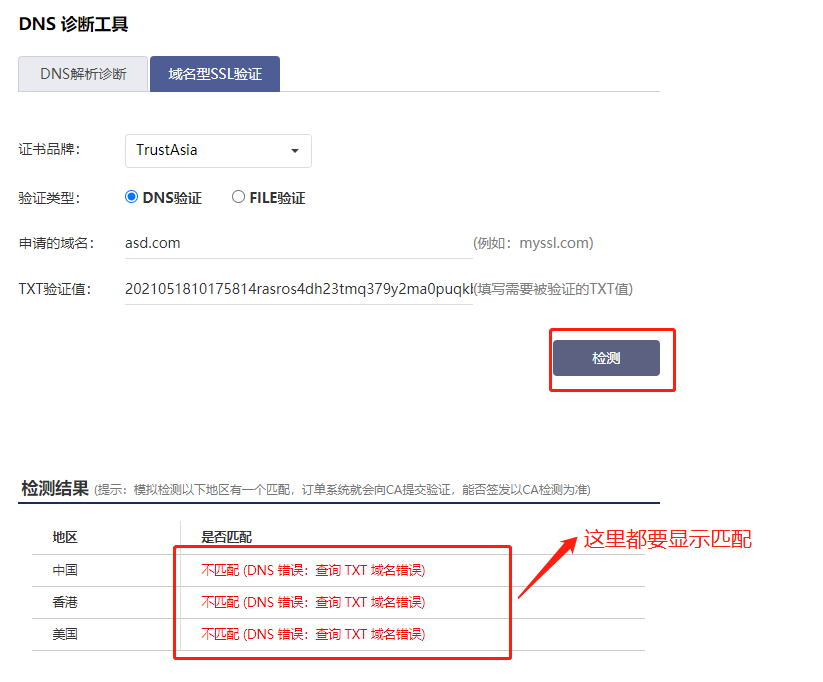 DNS 诊断工具
DNS解析诊断 域名型SSL验证
证书品牌： TrustAsia
验证类型： DNS验证 FILE验证
申请的域名： asd.com (例如：myssl.com)
TXT验证值： 2021051810175814rasros4dh23tmq379y2ma0puqkl(填写需要被验证的TXT值)
检测
检测结果 (提示：模拟检测以下地区有一个匹配，订单系统就会向CA提交验证，能否签发以CA检测为准)
地区 是否匹配
这里都要显示匹配
中国 不匹配 (DNS 错误：查询 TXT 域名错误)
香港 不匹配 (DNS 错误：查询 TXT 域名错误)
美国 不匹配 (DNS 错误：查询 TXT 域名错误)